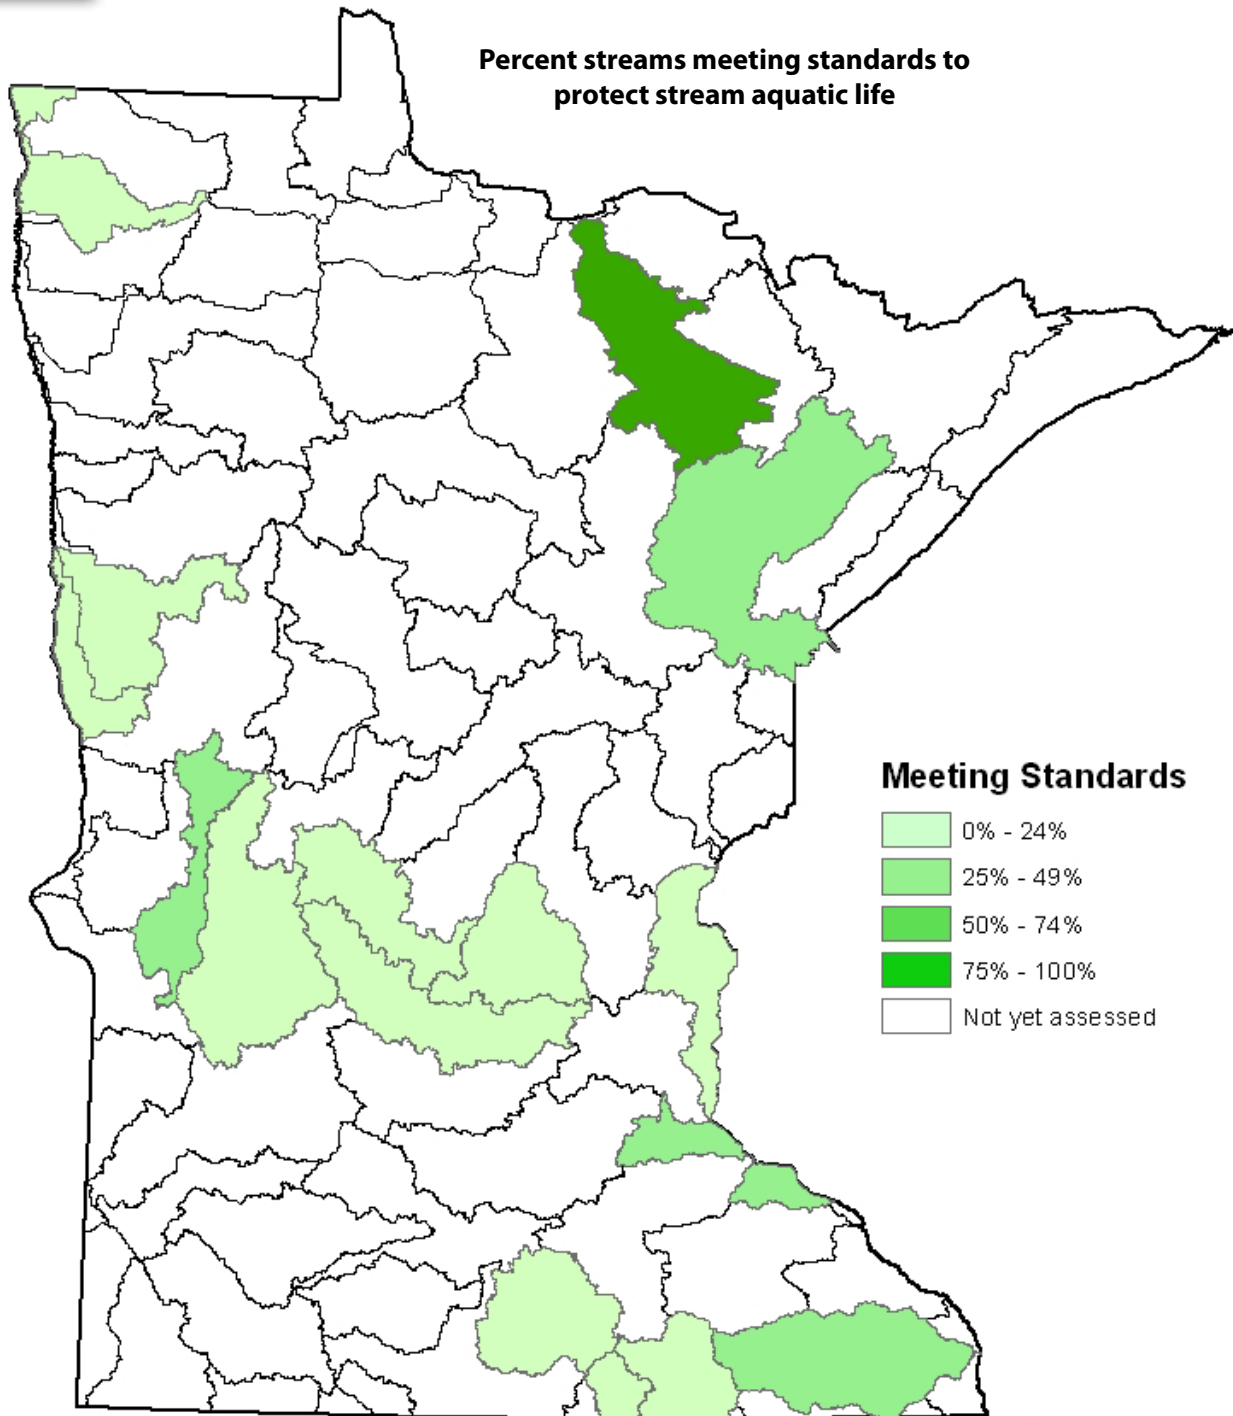 Percent streams meeting standards to
protect stream aquatic life
Meeting Standards
0% - 24%
25% - 49%
50% - 74%
75% - 100%
Not yet assessed